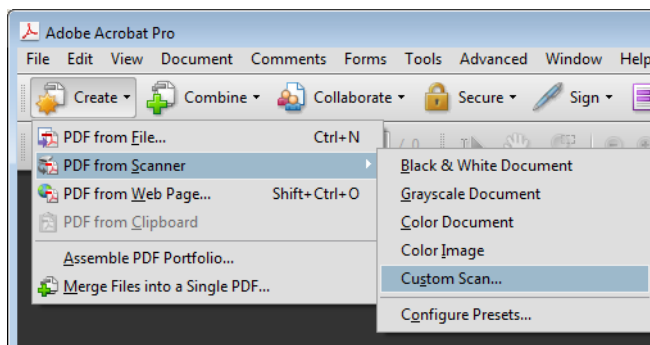 Adobe Acrobat Pro
File Edit View Document Comments Forms Tools Advanced Window Help
Create Combine Collaborate Secure Sign
PDF from File... Ctrl+N
PDF from Scanner
PDF from Web Page... Shift+Ctrl+O
PDF from Clipboard
Assemble PDF Portfolio...
Merge Files into a Single PDF...
Black & White Document
Grayscale Document
Color Document
Color Image
Custom Scan...
Configure Presets...